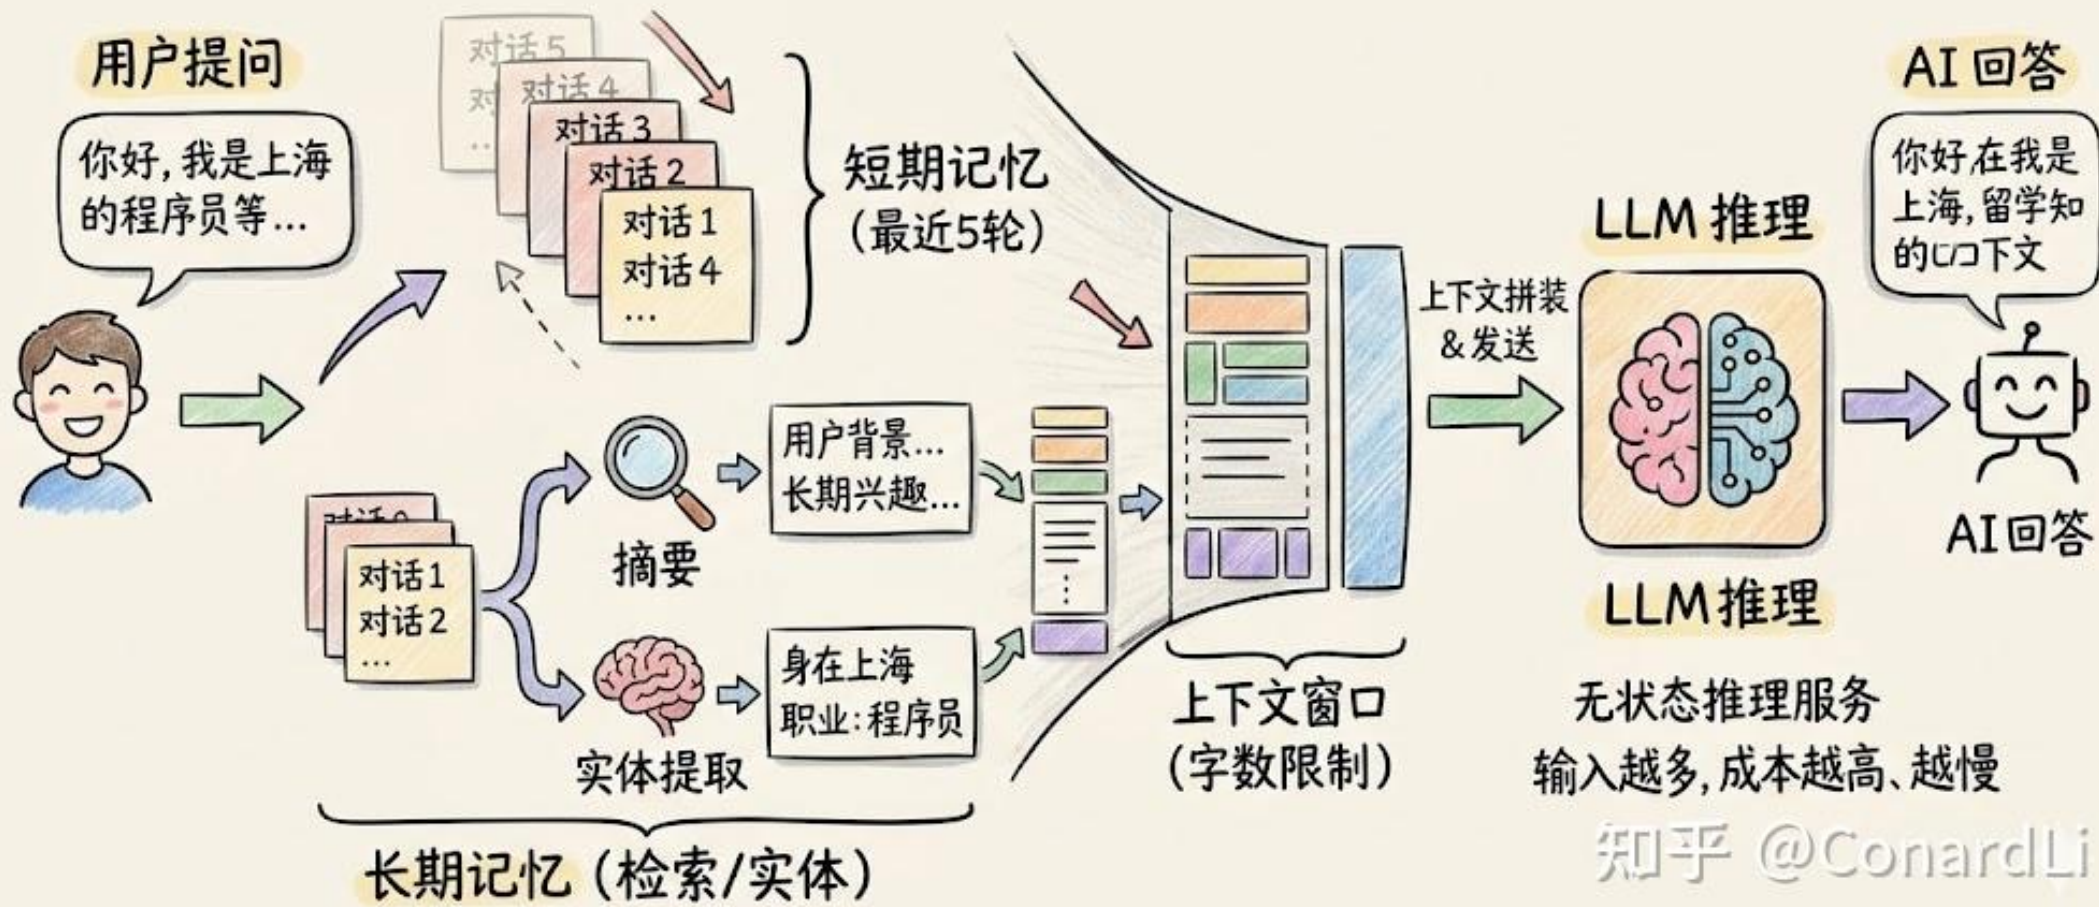 用户提问
你好,我是上海
的程序员等...
对话5
对
..
对话4
对话3
..
对话2
对话1
对话4
...
短期记忆
(最近5轮)
对话1
对话2
...
摘要
用户背景...
长期兴趣...
实体提取
身在上海
职业:程序员
长期记忆(检索/实体)
上下文窗口
(字数限制)
上下文拼装
&发送
LLM 推理
LLM推理
无状态推理服务
输入越多,成本越高、越慢
AI 回答
你好,在我是
上海,留学知
的 下文
AI回答
知乎 @ConardLi